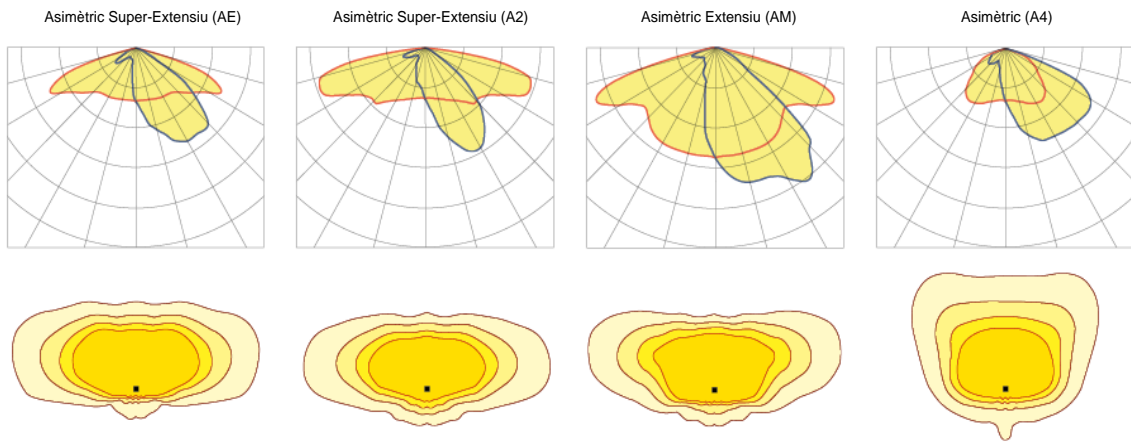 Asimètric Super-Extensiu (AE)
Asimètric Super-Extensiu (A2)
Asimètric Extensiu (AM)
Asimètric (A4)